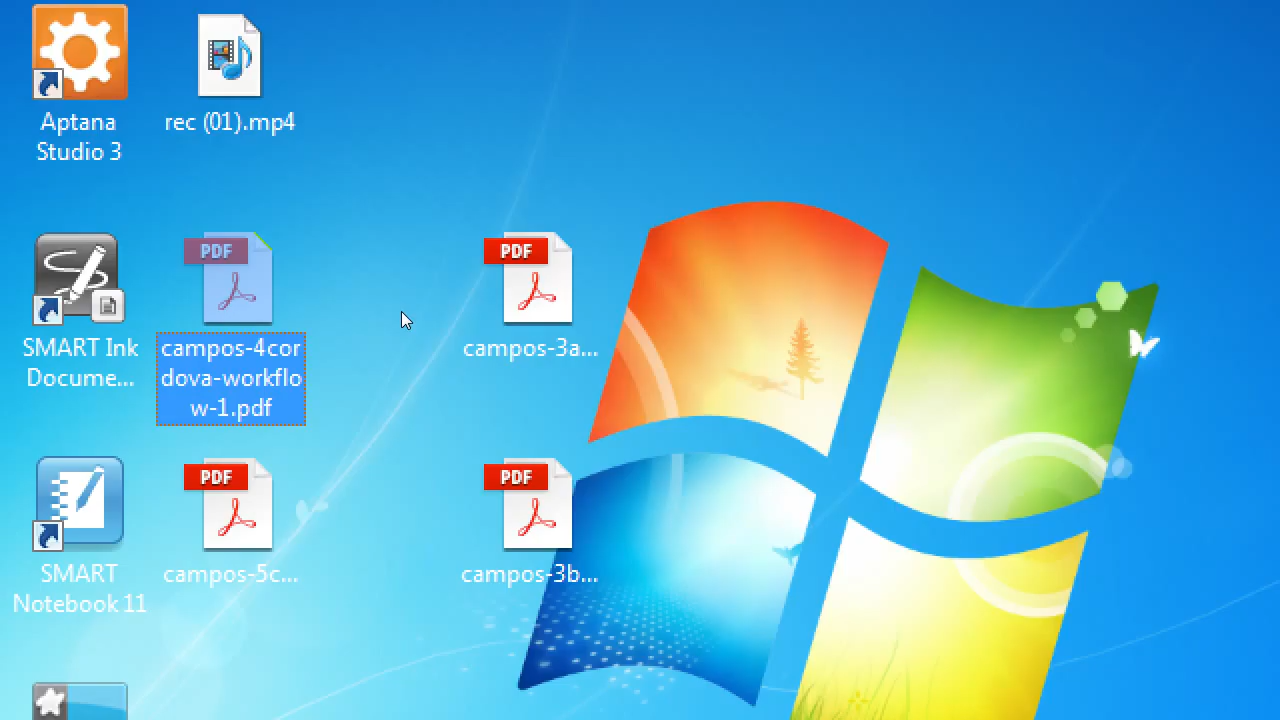 Aptana
Studio 3
rec (01).mp4
PDF
PDF
SMART Ink
Docume...
campos-4cor
dova-workflo
w-1.pdf
campos-3a...
PDF
PDF
SMART
Notebook 11
campos-5c...
campos-3b...